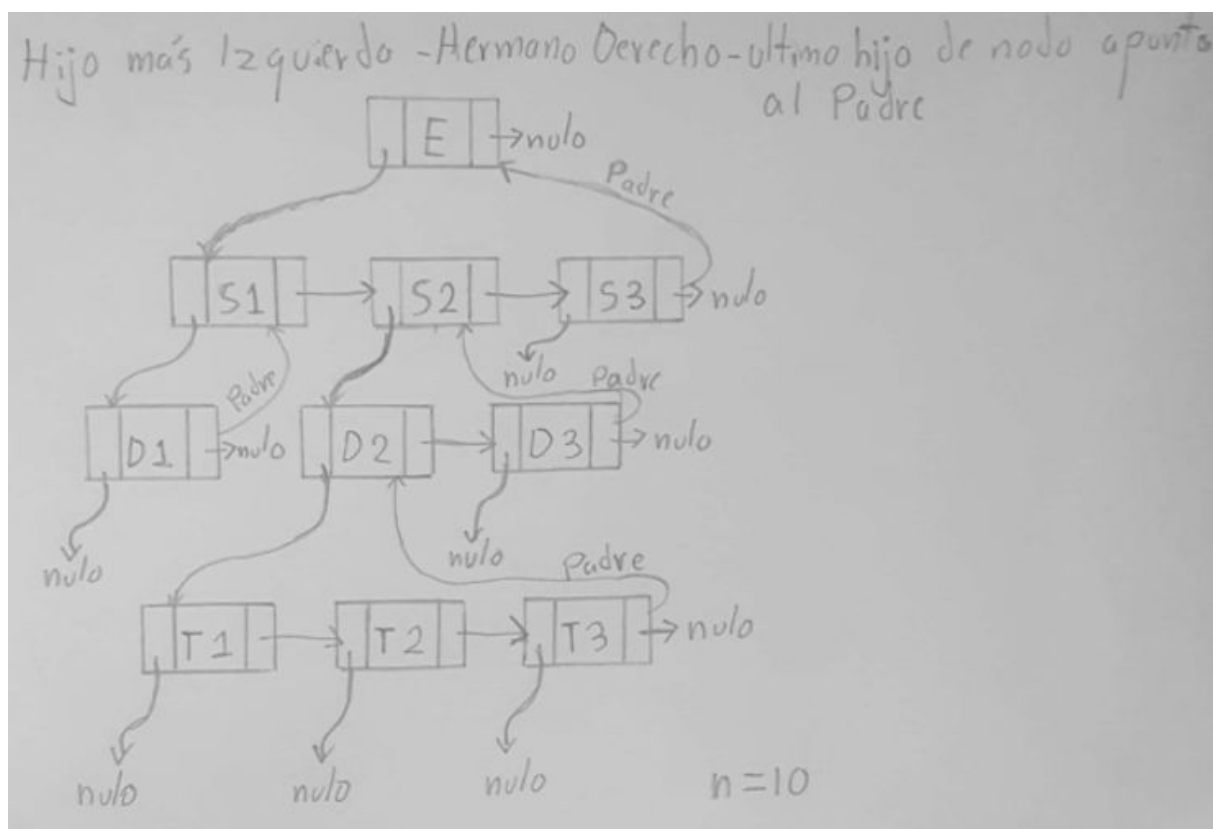 Hijo más Izquierdo - Hermano Derecho - ultimo hijo de nodo apunta
al Padre
E nulo
Padre
S1 S2 S3 nulo
nulo Padre
Padre
D1 nulo D2 D3 nulo
nulo nulo
Padre
T1 T2 T3 nulo
nulo nulo nulo
n=10